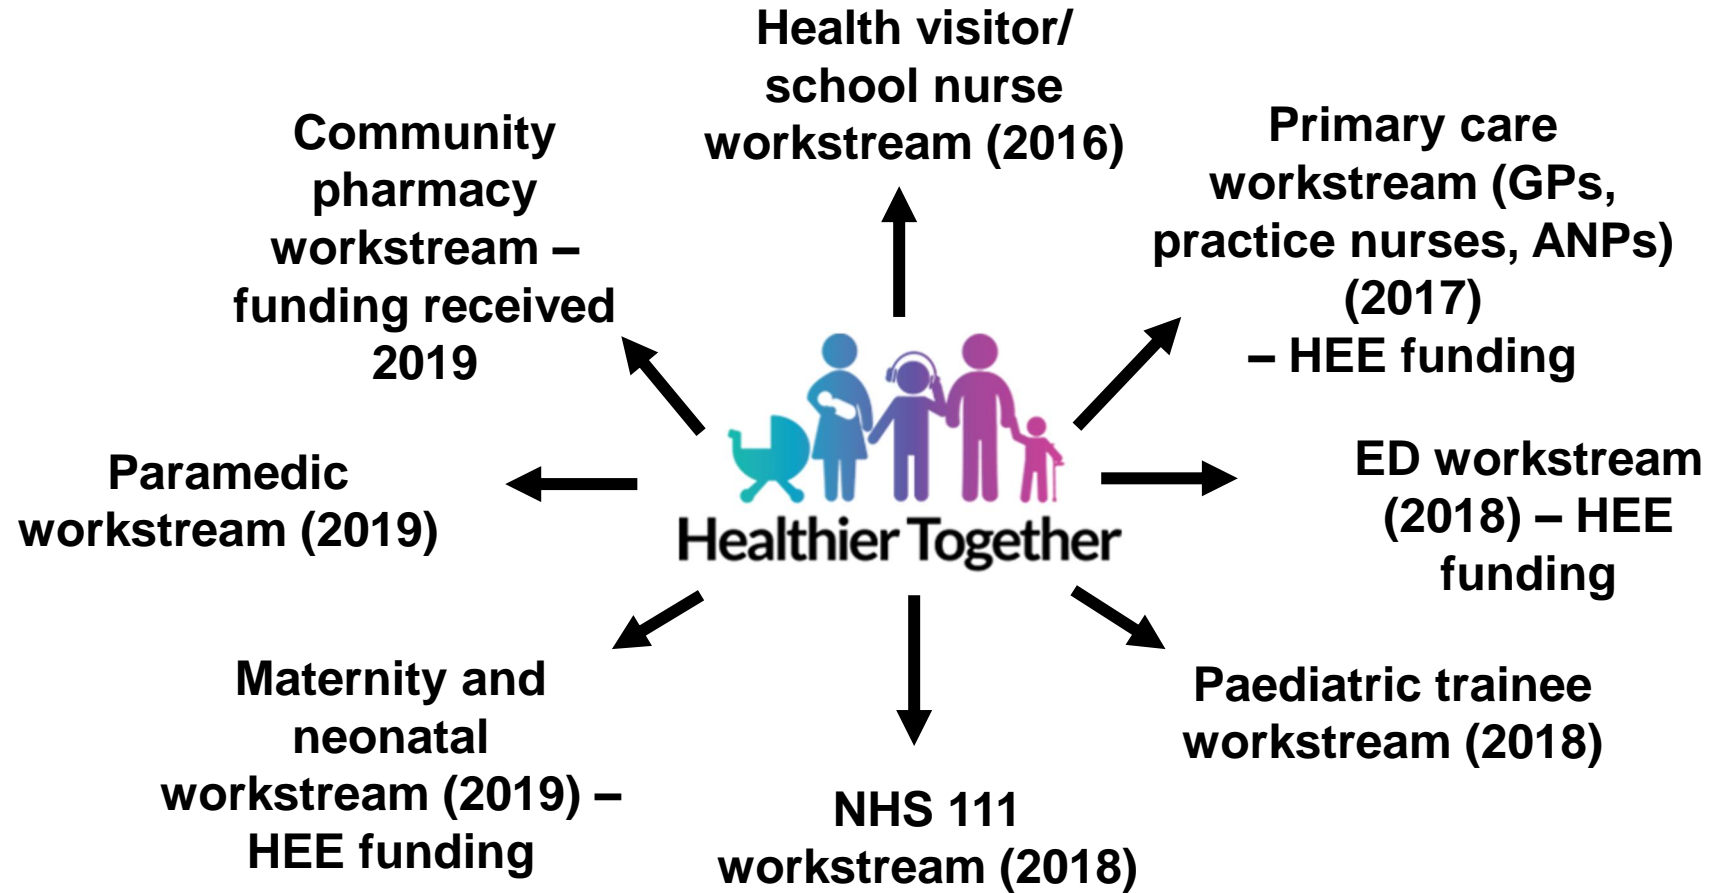 Health visitor/
school nurse
workstream (2016)
Primary care
workstream (GPs,
practice nurses, ANPs)
(2017)
– HEE funding
ED workstream
(2018) – HEE
funding
Paediatric trainee
workstream (2018)
NHS 111
workstream (2018)
Maternity and
neonatal
workstream (2019) –
HEE funding
Paramedic
workstream (2019)
Community
pharmacy
workstream –
funding received
2019
Healthier Together